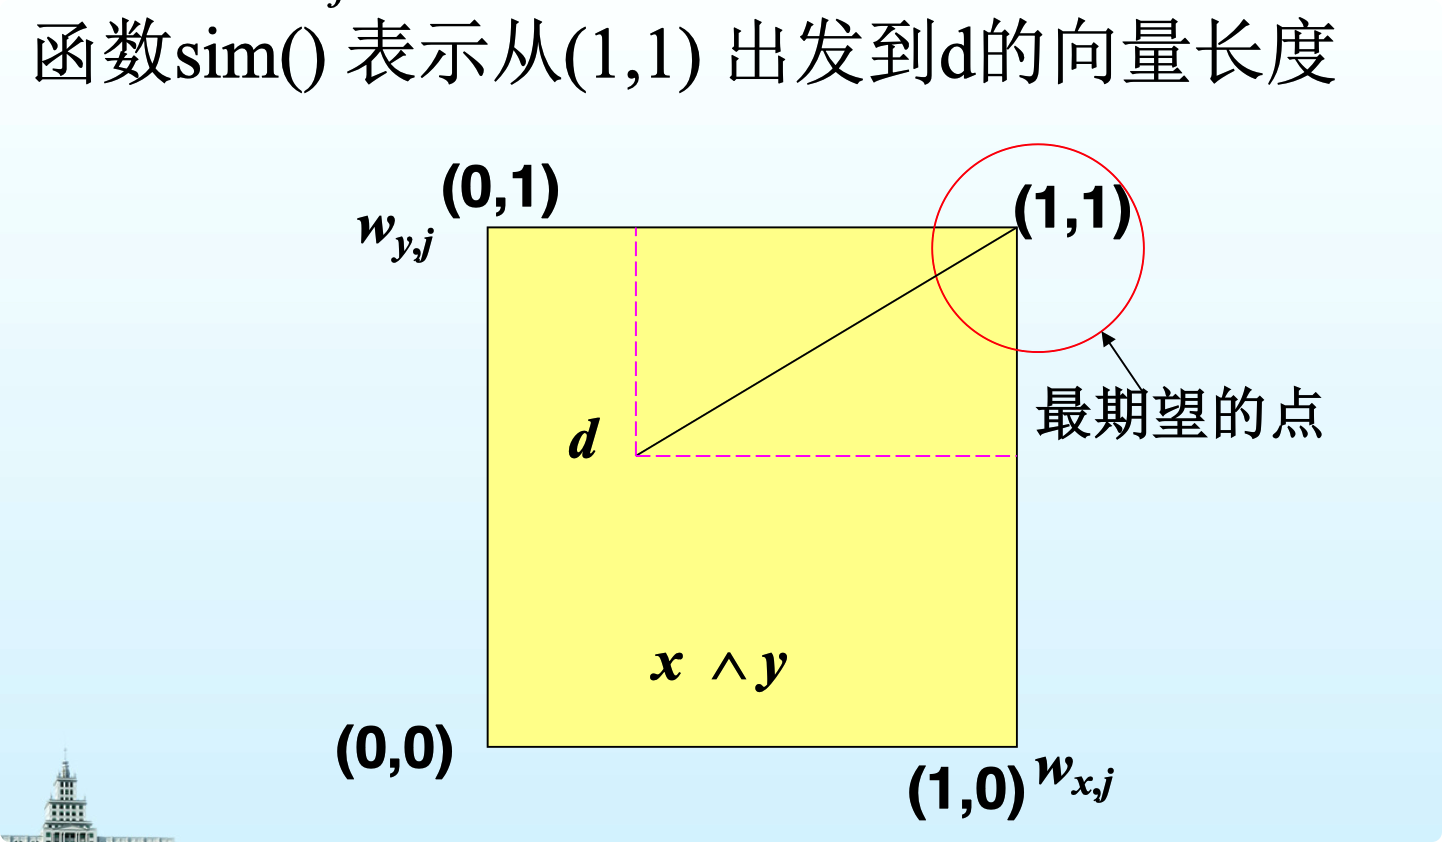 函数sim() 表示从(1,1) 出发到d的向量长度
(0,1)
(1,1)
w_{y,j}
最期望的点
d
x ∧ y
(0,0)
(1,0) w_{x,j}